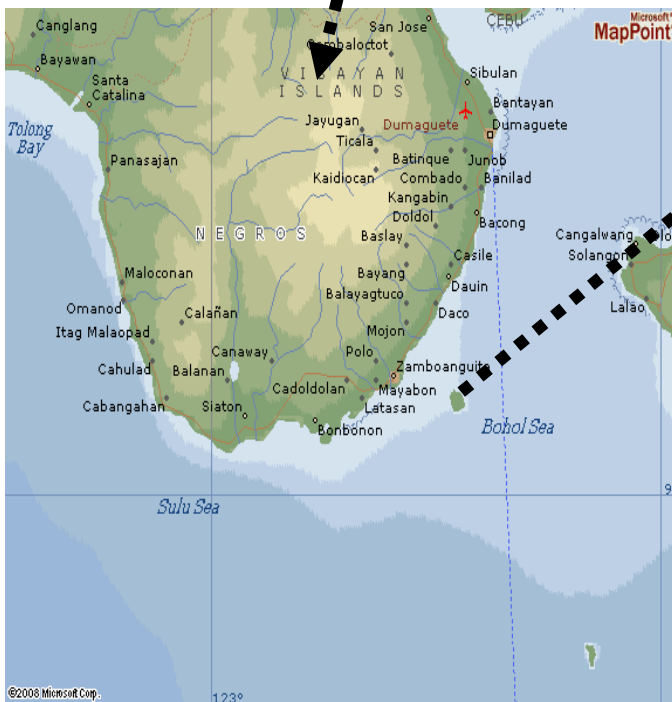 Canglang
San Jose
CEBU
Microsoft
MapPoint
Bayawan
Santa
Catalina
VISAYAN
ISLANDS
Sibulan
Bantayan
Tolong
Bay
Jayugan
Dumaguete
Dumaguete
Ticala
Panasajan
Batinque
Junob
Kaidiocan
Combado
Banilad
Kangabin
Doldol
Bacong
NEGROS
Baslay
Cangalwang
Solangon
Bayang
Casile
Maloconan
Dauin
Balayagtuco
Lalao
Omanod
Calañan
Daco
Itag Malaopad
Mojon
Canaway
Polo
Cahulad
Balanan
Zamboanguita
Cadoldolan
Mayabon
Cabangahan
Siaton
Latasan
Bonbonon
Bohol Sea
Sulu Sea
9
©2008 Microsoft Corp.
123°